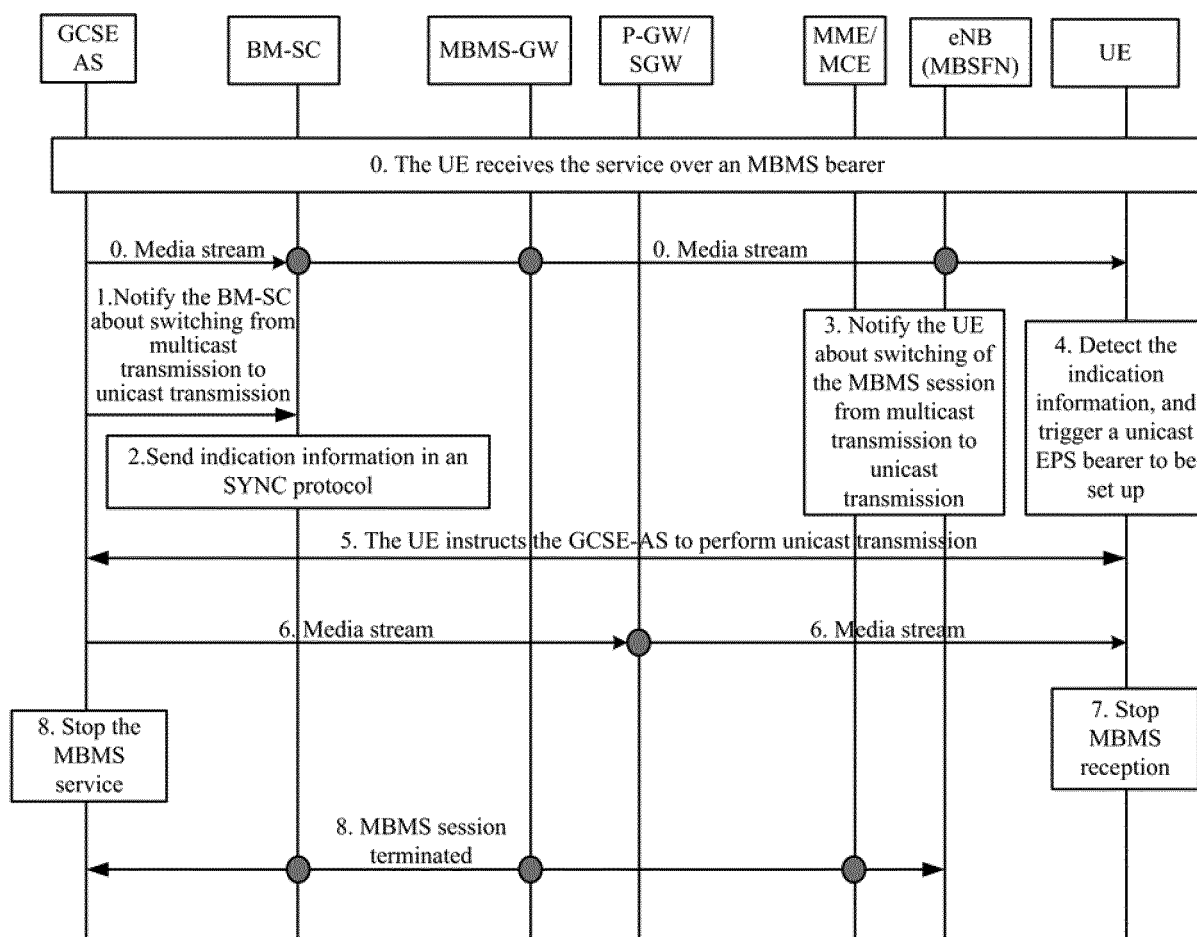 GCSE
AS
BM-SC
MBMS-GW
P-GW/
SGW
MME/
MCE
eNB
(MBSFN)
UE
0. The UE receives the service over an MBMS bearer
0. Media stream
0. Media stream
1.Notify the BM-SC
about switching from
multicast
transmission to
unicast transmission
2.Send indication information in an
SYNC protocol
3. Notify the UE
about switching of
the MBMS session
from multicast
transmission to
unicast
transmission
4. Detect the
indication
information, and
trigger a unicast
EPS bearer to be
set up
5. The UE instructs the GCSE-AS to perform unicast transmission
6. Media stream
6. Media stream
8. Stop the
MBMS
service
7. Stop
MBMS
reception
8. MBMS session
terminated